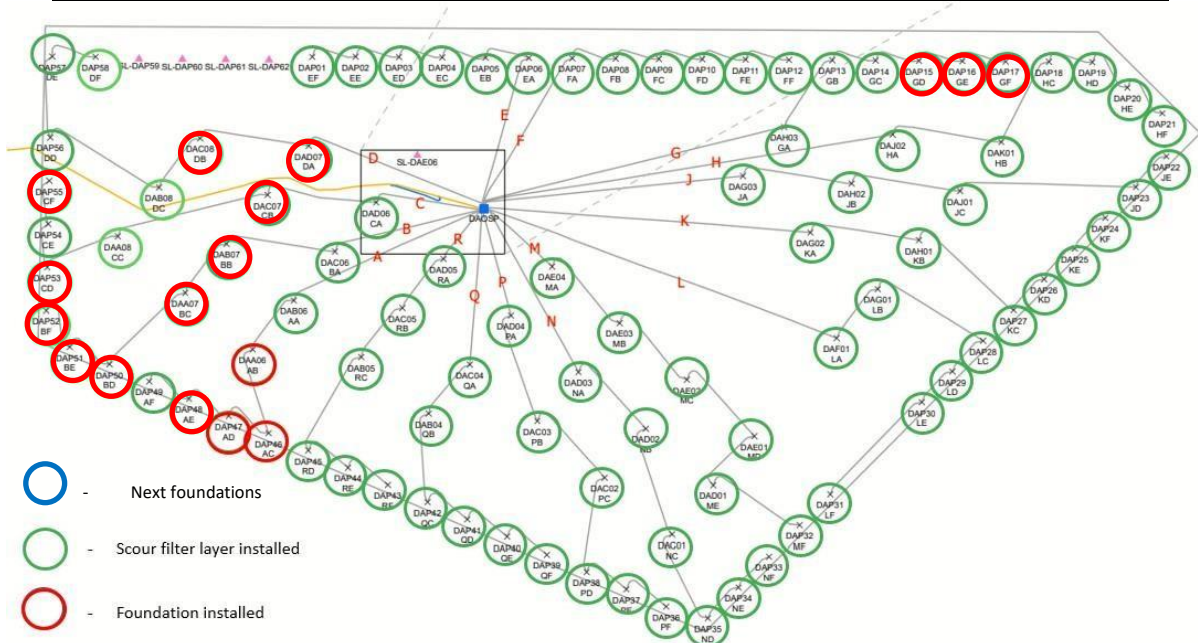 DAP57
DE
DAP58
DF
SL-DAP59 SL-DAP60 SL-DAP61 SL-DAP62
DAP01
EF
DAP02
EE
DAP03
ED
DAP04
EC
DAP05
EB
DAP06
EA
DAP07
FA
DAP08
FB
DAP09
FC
DAP10
FD
DAP11
FE
DAP12
FF
DAP13
GB
DAP14
GC
DAP15
GD
DAP16
GE
DAP17
GF
DAP18
HC
DAP19
HD
DAP20
HE
DAP21
HF
DAP22
JE
DAP23
JD
DAP24
KF
DAP25
KE
DAP26
KD
DAP27
KC
DAP28
LC
DAP29
LD
DAP30
LE
DAP31
LF
DAP32
MF
DAP33
NF
DAP34
NE
DAP35
ND
DAP36
PF
DAP37
PE
DAP38
PD
DAP39
QF
DAP40
QE
DAP41
QD
DAP42
QC
DAP43
RF
DAP44
RE
DAP45
RD
DAP46
AC
DAP47
AD
DAP48
AE
DAP49
AF
DAP50
BD
DAP51
BE
DAP52
BF
DAP53
CD
DAP54
CE
DAP55
CF
DAP56
DD
DAC08
DB
DAD07
DA
DAB08
DC
DAC07
CB
DAA08
CC
DAB07
BB
DAA07
BC
DAC06
BA
DAB06
AA
DAA06
AB
DAD06
CA
SL-DAE06
DAOSP
E
F
D
C
B
A
R
Q
P
N
M
L
K
J
H
G
DAH03
GA
DAJ02
HA
DAK01
HB
DAG03
JA
DAH02
JB
DAJ01
JC
DAG02
KA
DAH01
KB
DAG01
LB
DAF01
LA
DAE04
MA
DAE03
MB
DAE02
MC
DAE01
MD
DAD01
ME
DAD05
RA
DAC05
RB
DAB05
RC
DAD04
PA
DAC03
PB
DAC02
PC
DAC04
QA
DAB04
QB
DAD03
NA
DAD02
NB
DAC01
NC
- Next foundations
- Scour filter layer installed
- Foundation installed